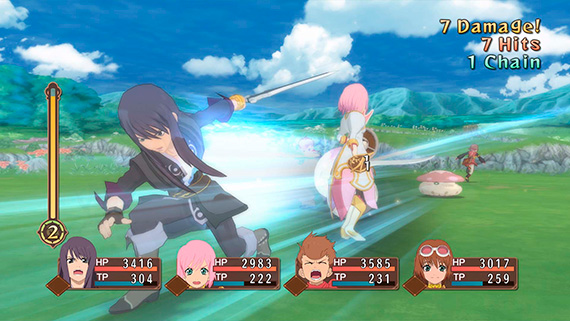 7 Damage!
7 Hits
1 Chain
2
HP 3416
TP 304
HP 2983
TP 222
HP 3585
TP 231
HP 3017
TP 259